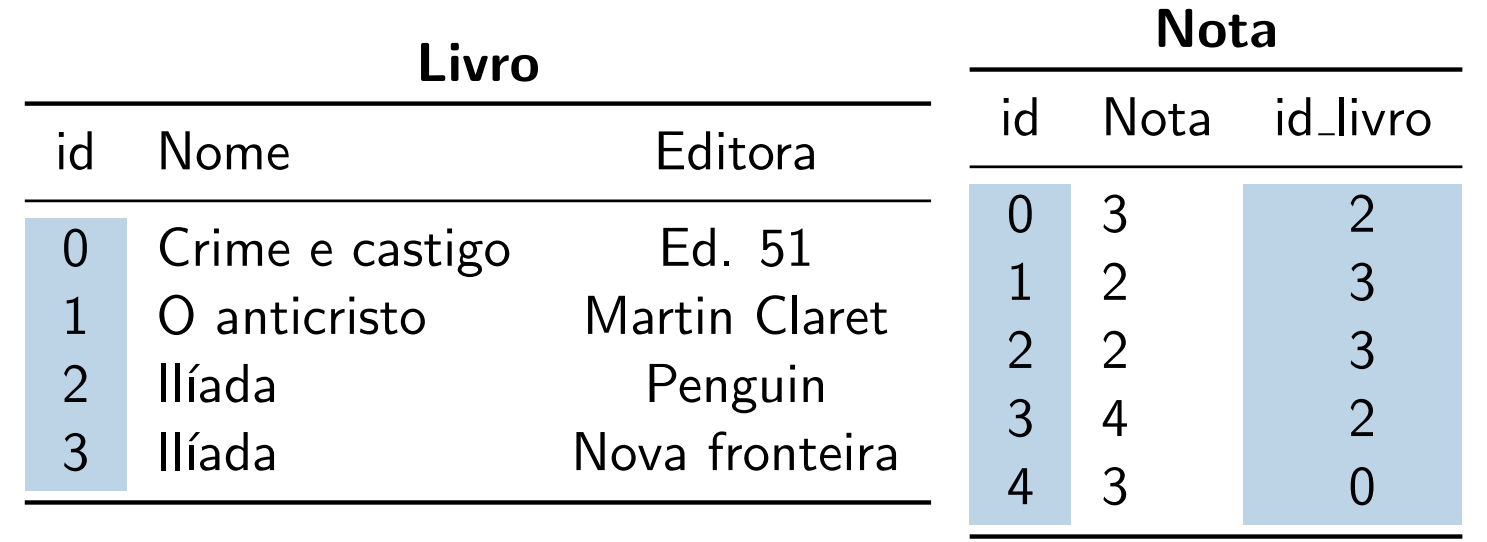 Livro
id Nome Editora
0 Crime e castigo Ed. 51
1 O anticristo Martin Claret
2 Ilíada Penguin
3 Ilíada Nova fronteira
Nota
id Nota id_livro
0 3 2
1 2 3
2 2 3
3 4 2
4 3 0